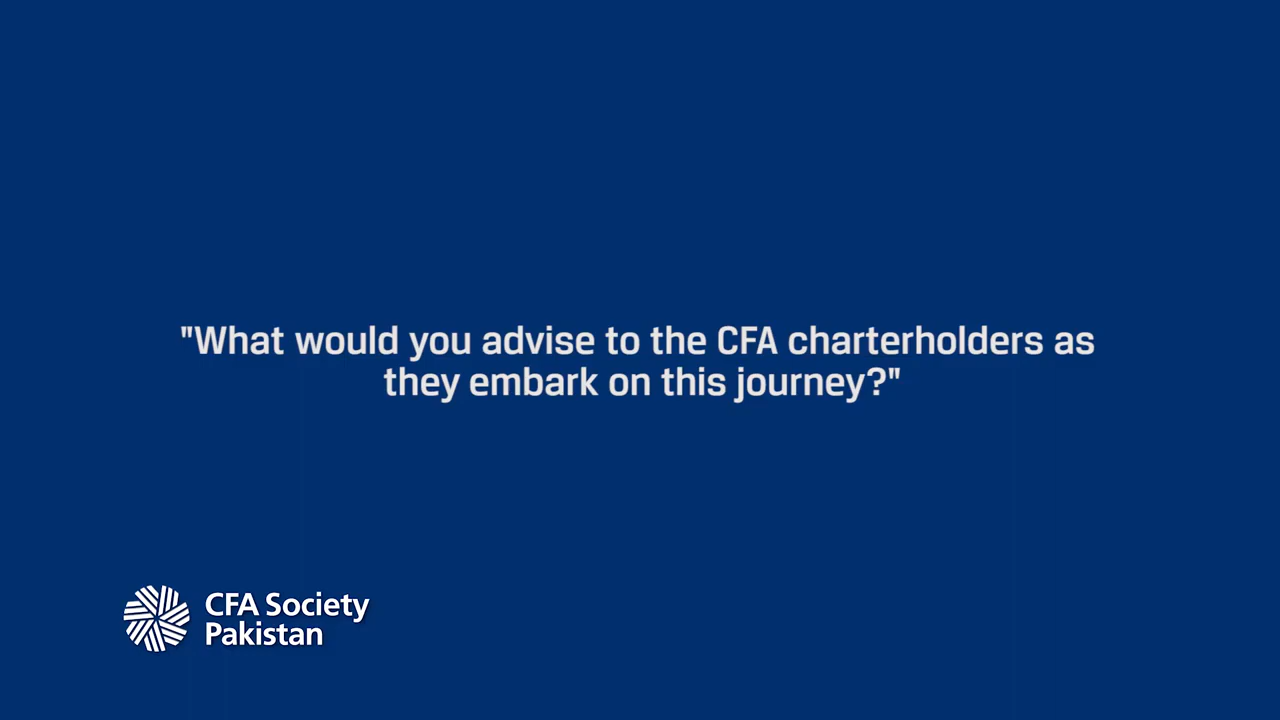 "What would you advise to the CFA charterholders as
they embark on this journey?"
CFA Society
Pakistan